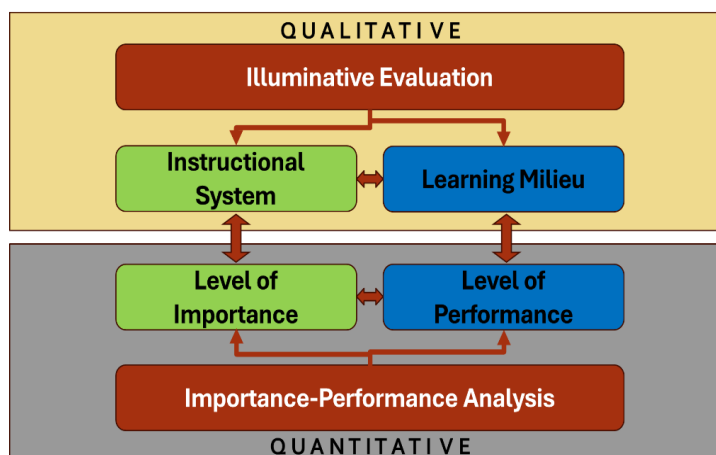 QUALITATIVE
Illuminative Evaluation
Instructional
System
Learning Milieu
Level of
Importance
Level of
Performance
Importance-Performance Analysis
QUANTITATIVE